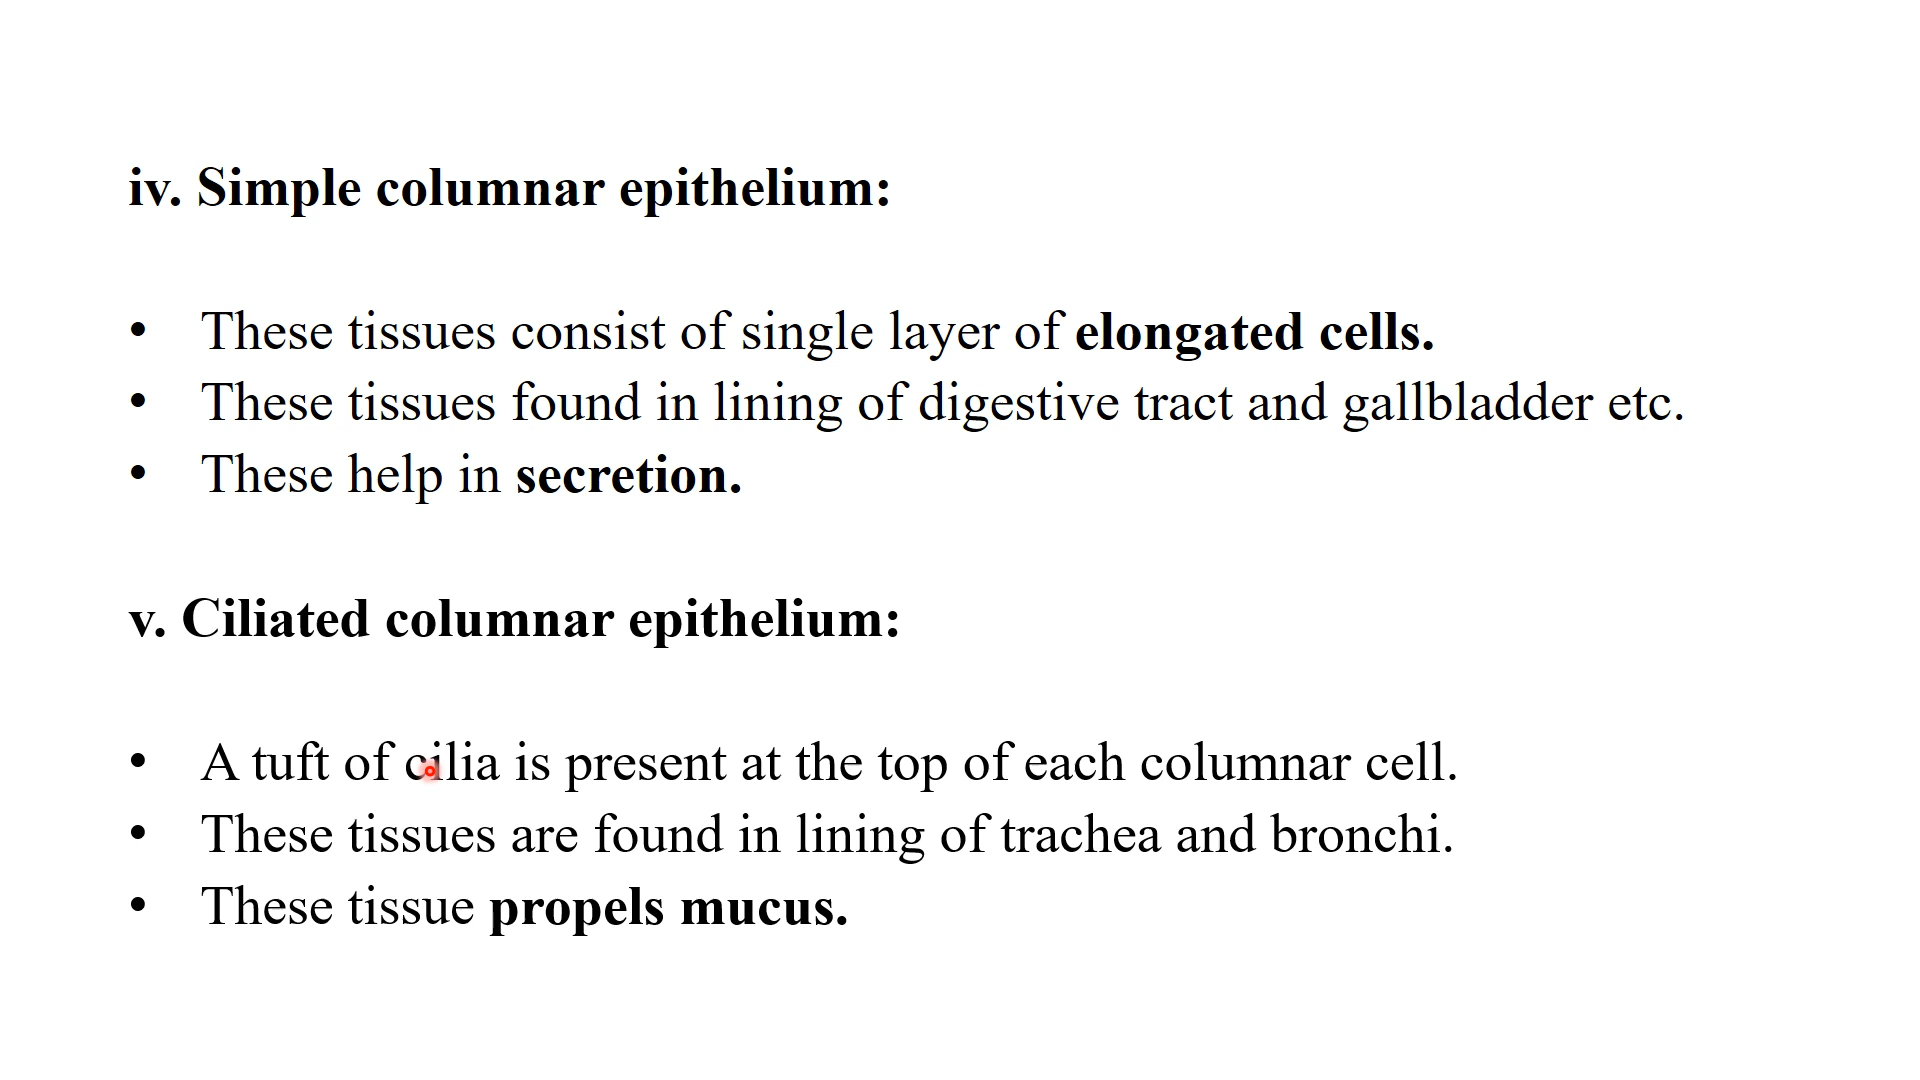 iv. Simple columnar epithelium:
• These tissues consist of single layer of elongated cells.
• These tissues found in lining of digestive tract and gallbladder etc.
• These help in secretion.
v. Ciliated columnar epithelium:
• A tuft of cilia is present at the top of each columnar cell.
• These tissues are found in lining of trachea and bronchi.
• These tissue propels mucus.